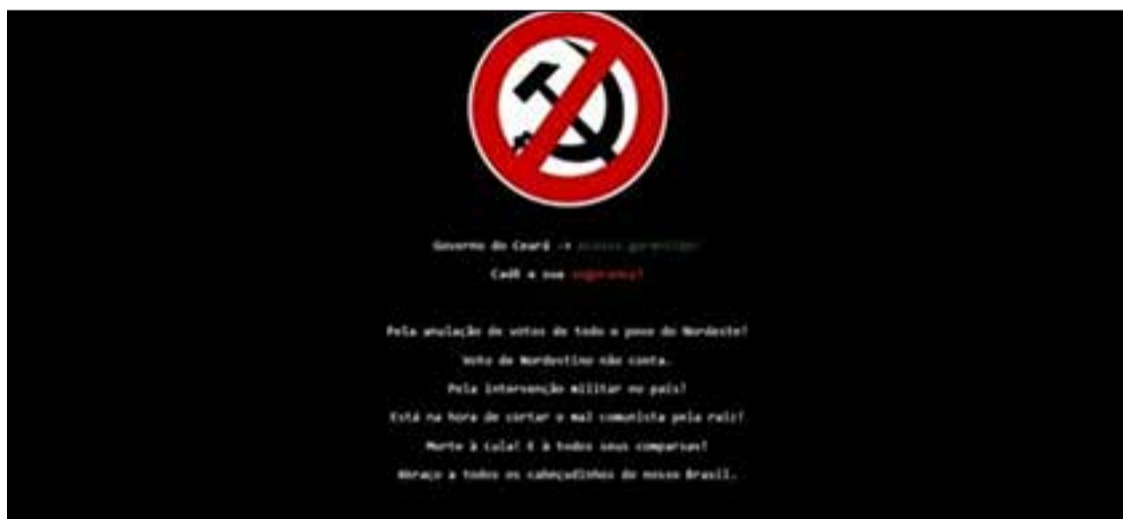 Governo do Ceará -> acesso garantido!
Cadê a sua segurança?
Pela anulação de votos de todo o povo do Nordeste!
Voto de Nordestino não conta.
Pela intervenção militar no país!
Está na hora de cortar o mal comunista pela raiz!
Morte à Lula! E à todos seus comparsas!
Abraço a todos os cabeçudinhos do nosso Brasil.